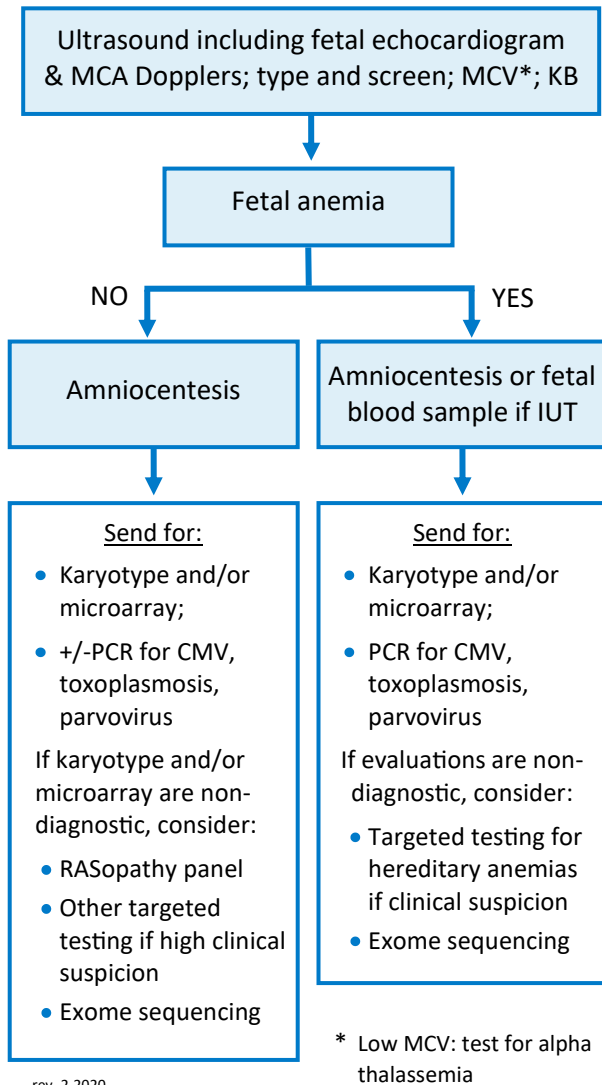 Ultrasound including fetal echocardiogram
& MCA Dopplers; type and screen; MCV*; KB
Fetal anemia
NO
YES
Amniocentesis
Amniocentesis or fetal
blood sample if IUT
Send for:
• Karyotype and/or
microarray;
• +/-PCR for CMV,
toxoplasmosis,
parvovirus
If karyotype and/or
microarray are non-
diagnostic, consider:
• RASopathy panel
• Other targeted
testing if high clinical
suspicion
• Exome sequencing
Send for:
• Karyotype and/or
microarray;
• PCR for CMV,
toxoplasmosis,
parvovirus
If evaluations are non-
diagnostic, consider:
• Targeted testing for
hereditary anemias
if clinical suspicion
• Exome sequencing
* Low MCV: test for alpha
thalassemia
rev. 2.2020